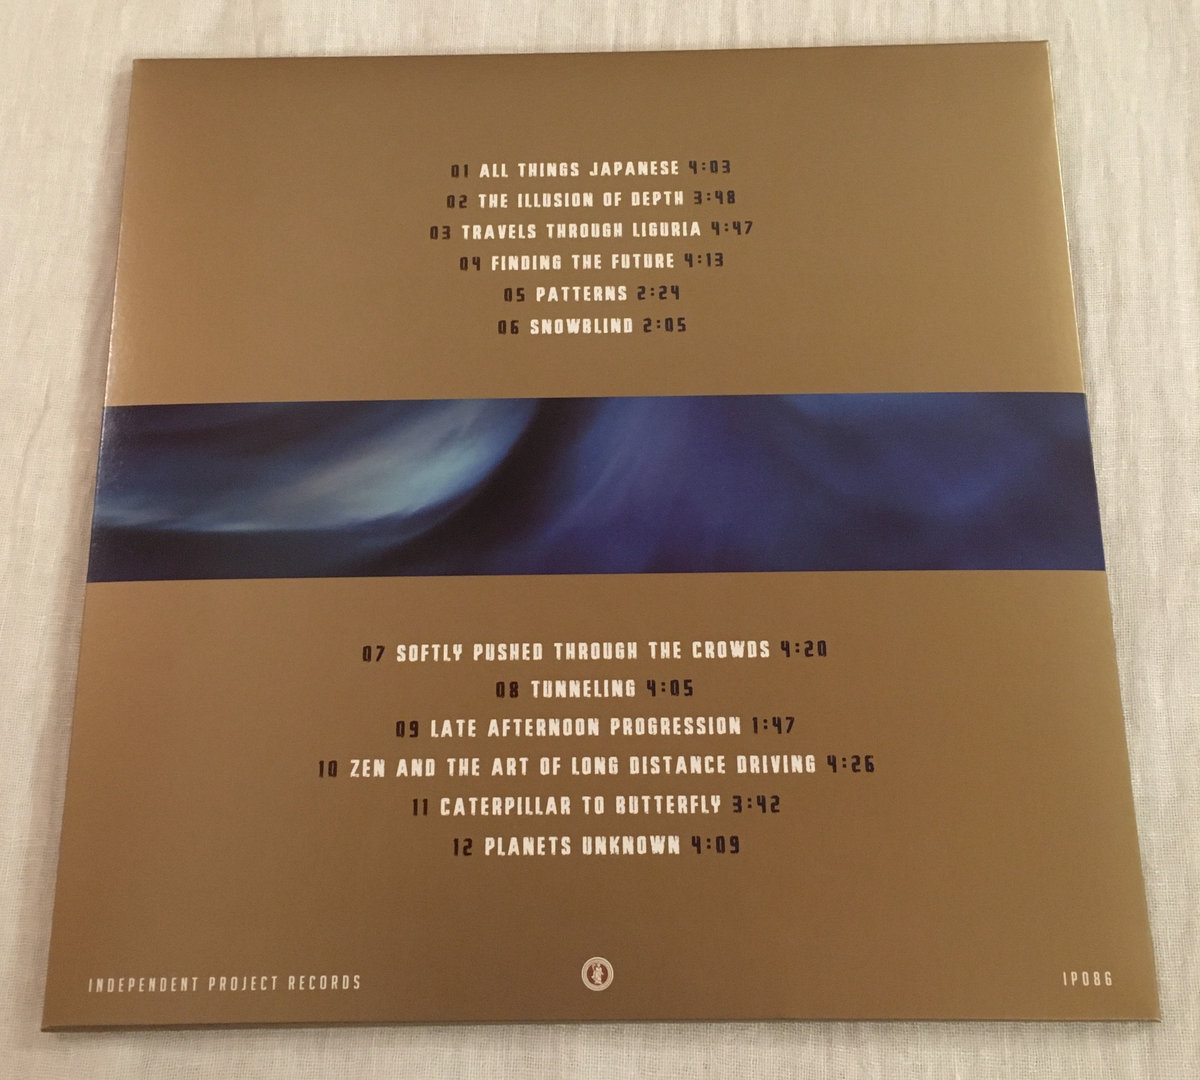 01 ALL THINGS JAPANESE 4:03
02 THE ILLUSION OF DEPTH 3:48
03 TRAVELS THROUGH LIGURIA 4:47
04 FINDING THE FUTURE 4:13
05 PATTERNS 2:24
06 SNOWBLIND 2:05
07 SOFTLY PUSHED THROUGH THE CROWDS 4:20
08 TUNNELING 4:05
09 LATE AFTERNOON PROGRESSION 1:47
10 ZEN AND THE ART OF LONG DISTANCE DRIVING 4:26
11 CATERPILLAR TO BUTTERFLY 3:42
12 PLANETS UNKNOWN 4:09
INDEPENDENT PROJECT RECORDS
IP086